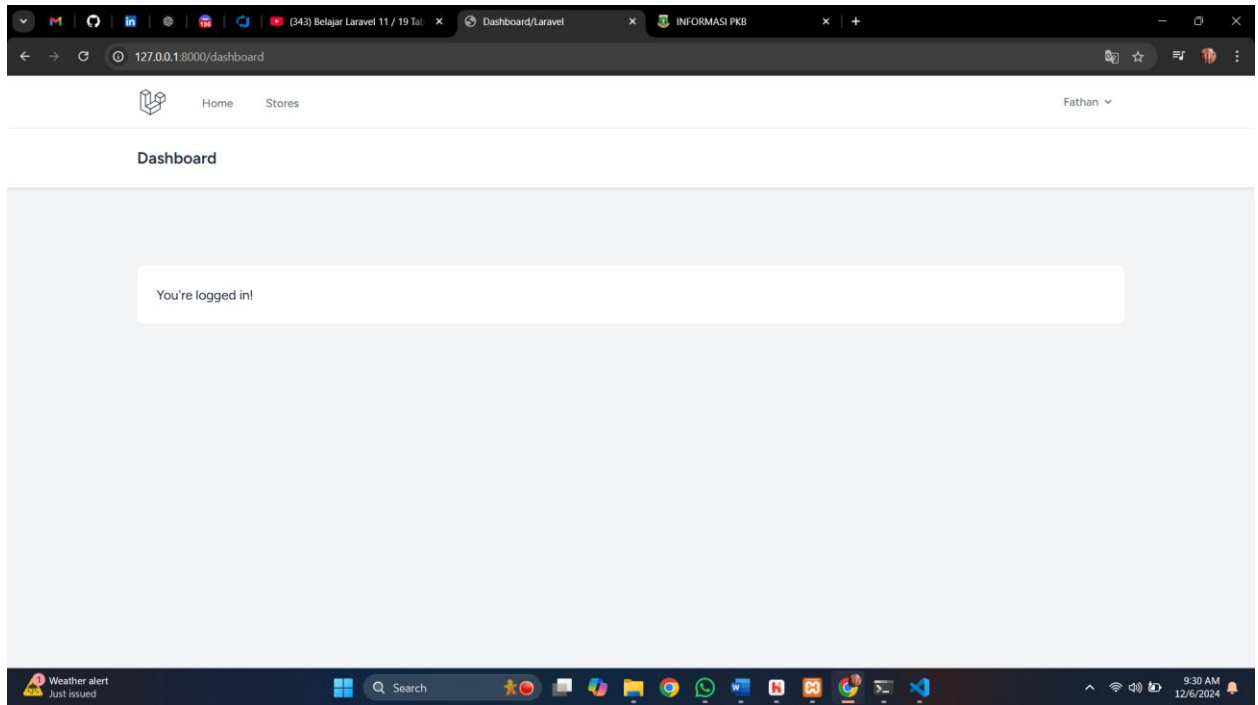 (343) Belajar Laravel 11 / 19 Tab
Dashboard/Laravel
INFORMASI PKB
127.0.0.1:8000/dashboard
Home Stores Fathan
Dashboard
You're logged in!
Weather alert
Just issued
Search
9:30 AM
12/6/2024